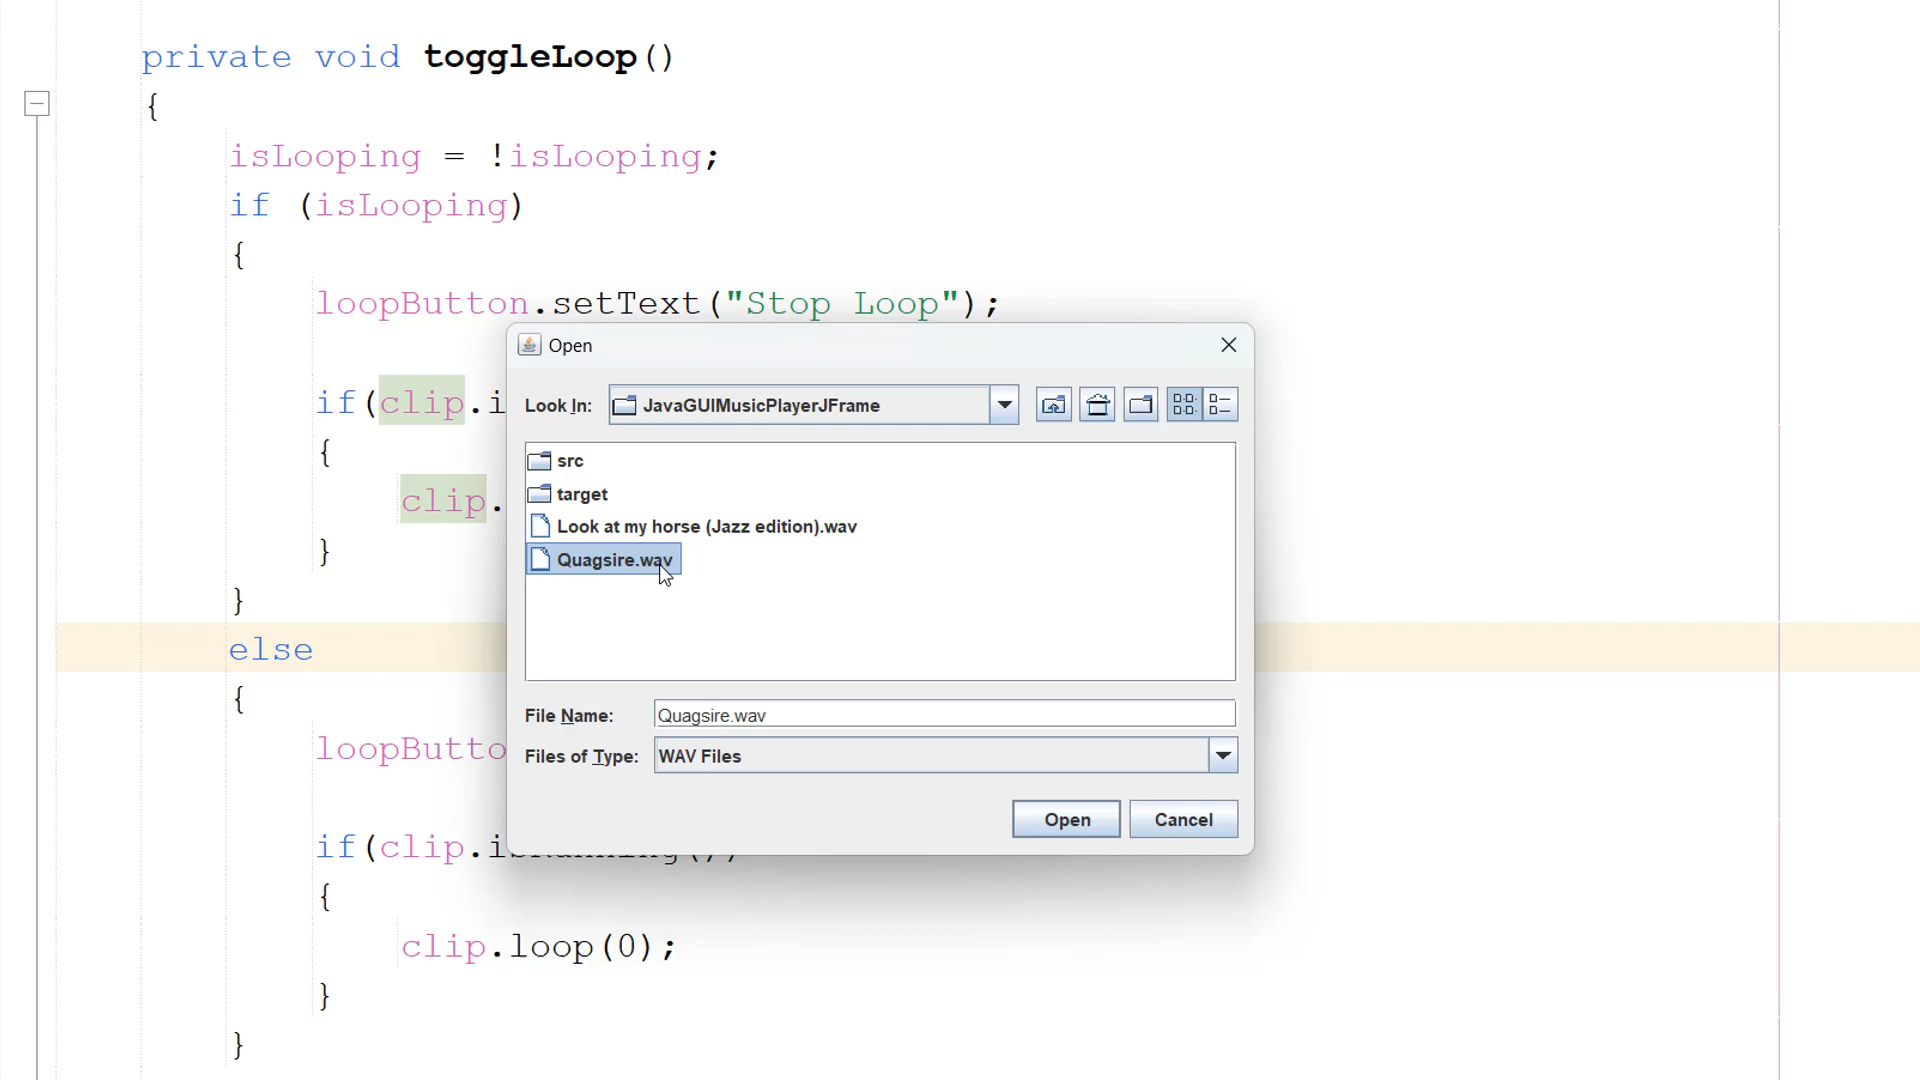 private void toggleLoop()
{
isLooping = !isLooping;
if (isLooping)
{
loopButton.setText("Stop Loop");
Open
Look In: JavaGUIMusicPlayerJFrame
if(clip.i
src
{
target
clip.
Look at my horse (Jazz edition).wav
}
Quagsire.wav
}
else
{
File Name: Quagsire.wav
loopButto
Files of Type: WAV Files
Open Cancel
if(clip.isRunning())
{
clip.loop(0);
}
}